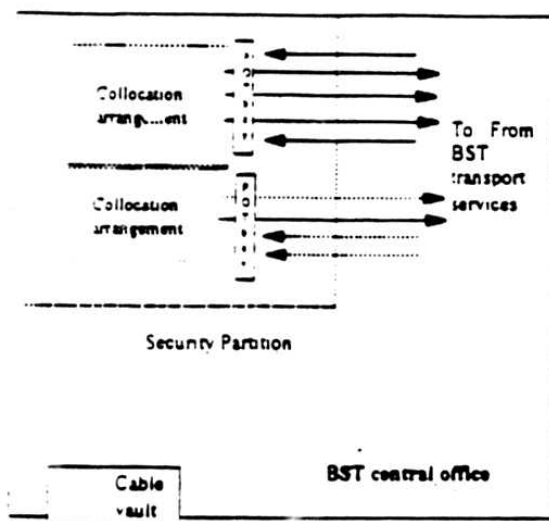 Collocation
arrangement
To From
BST
transport
services
Collocation
arrangement
Security Partition
Cable
vault
BST central office